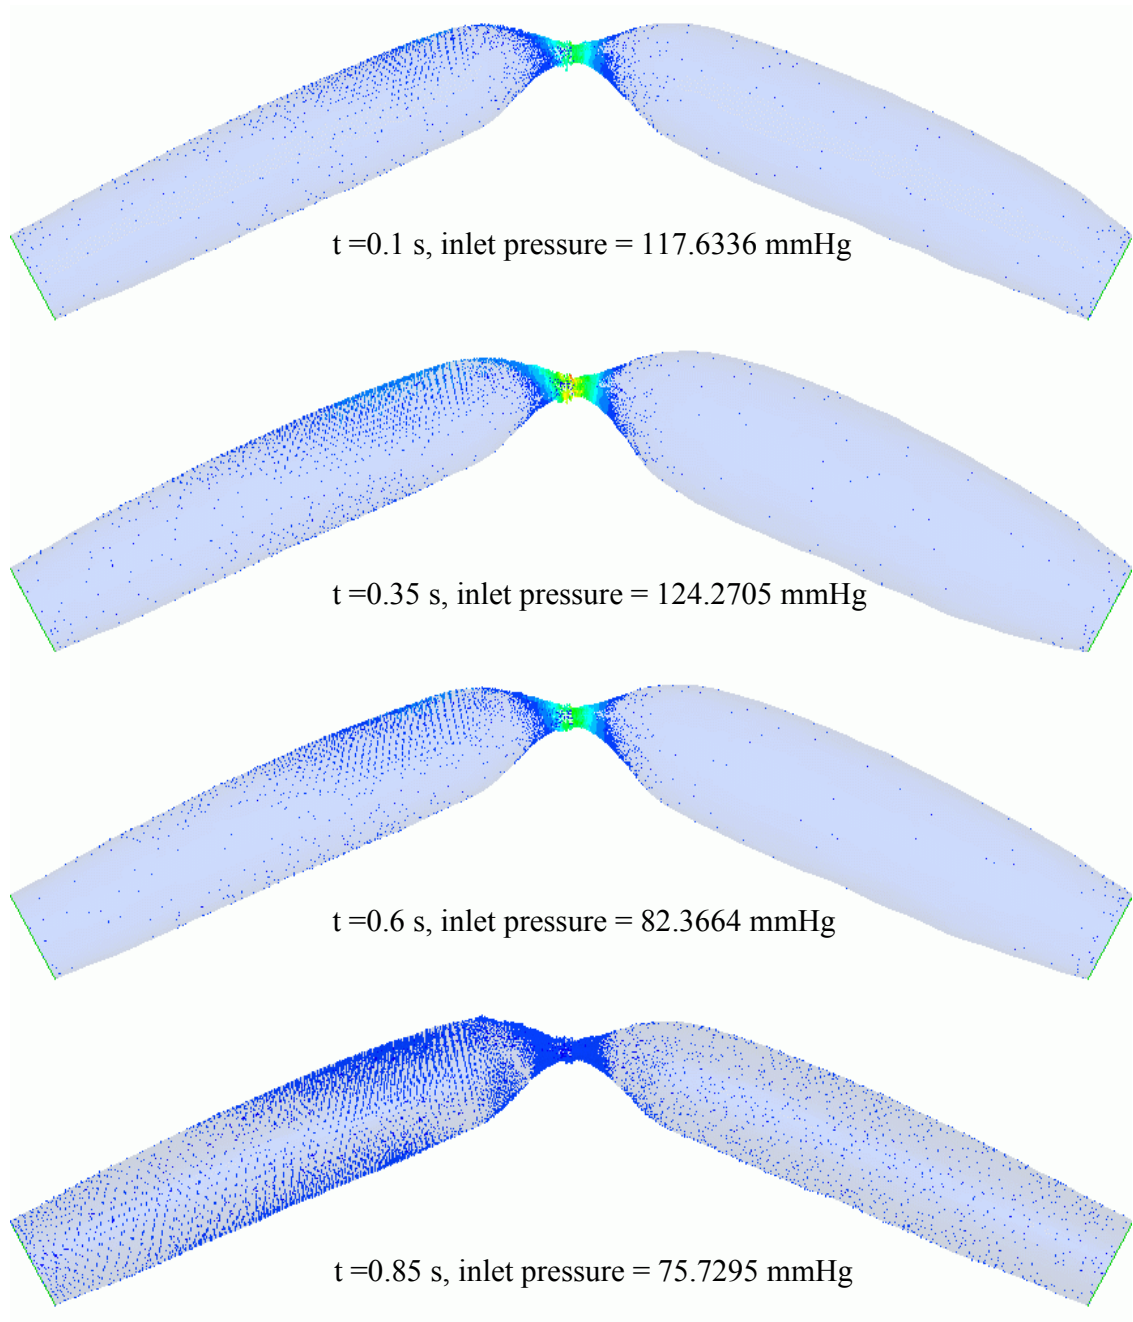 t =0.1 s, inlet pressure = 117.6336 mmHg
t =0.35 s, inlet pressure = 124.2705 mmHg
t =0.6 s, inlet pressure = 82.3664 mmHg
t =0.85 s, inlet pressure = 75.7295 mmHg